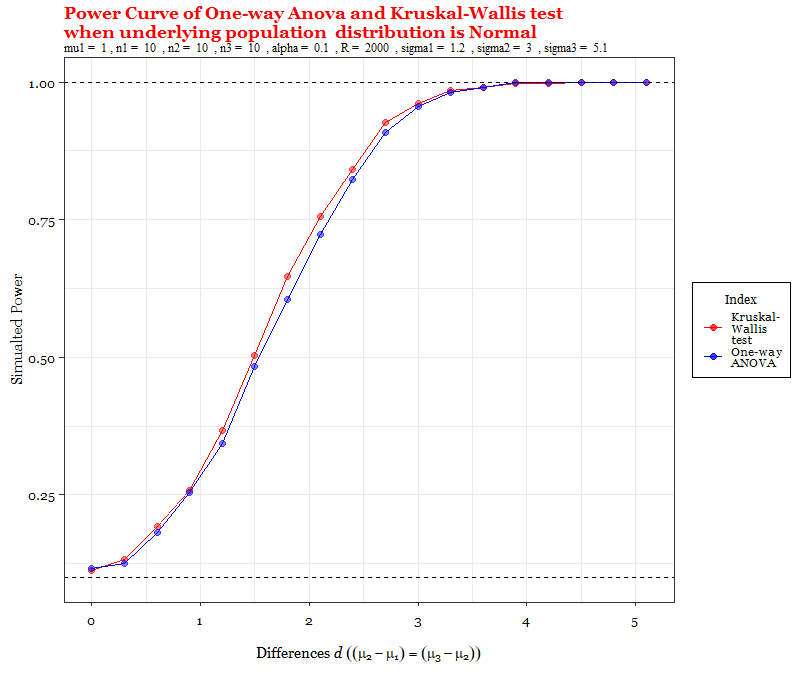 Power Curve of One-way Anova and Kruskal-Wallis test
when underlying population  distribution is Normal
mu1 =  1 , n1 =  10  , n2 =  10  , n3 =  10  , alpha =  0.1  , R =  2000  , sigma1 =  1.2  , sigma2 =  3  , sigma3 =  5.1
Simualted Power
1.00
0.75
0.50
0.25
0 1 2 3 4 5
Differences d ((μ₂ − μ₁) = (μ₃ − μ₂))
Index
Kruskal-
Wallis
test
One-way
ANOVA